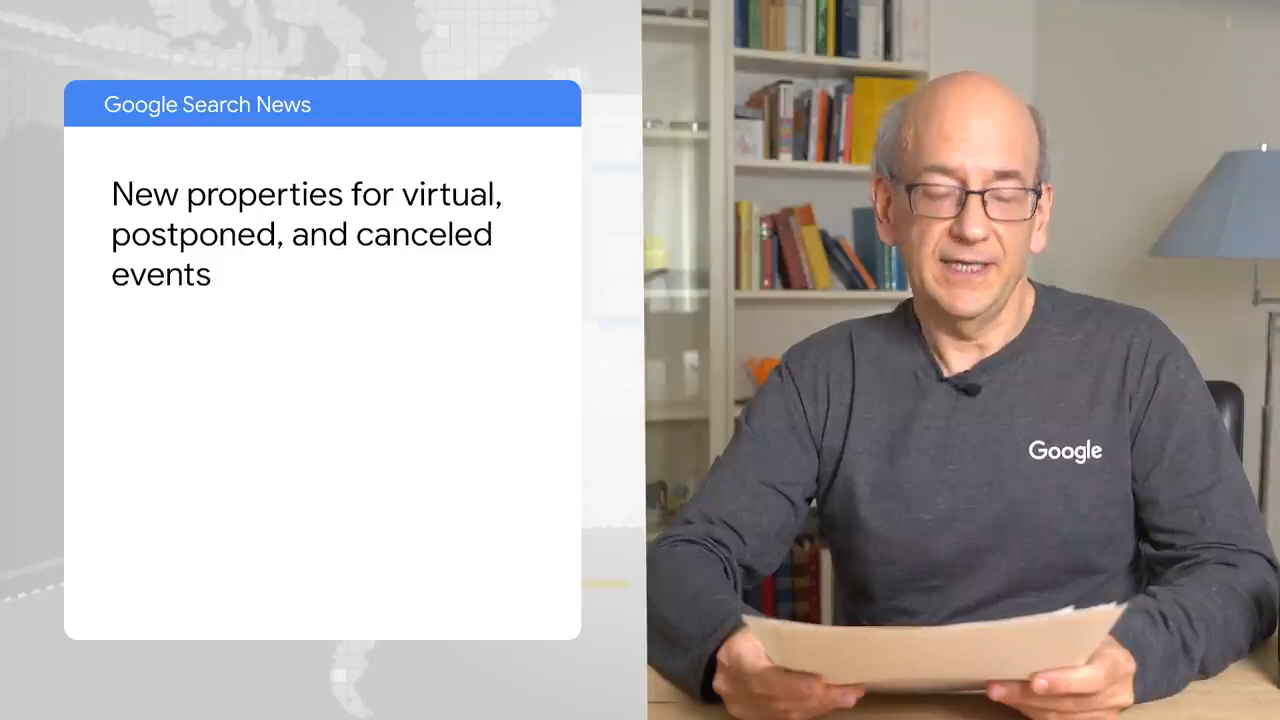 Google Search News
New properties for virtual,
postponed, and canceled
events
Google